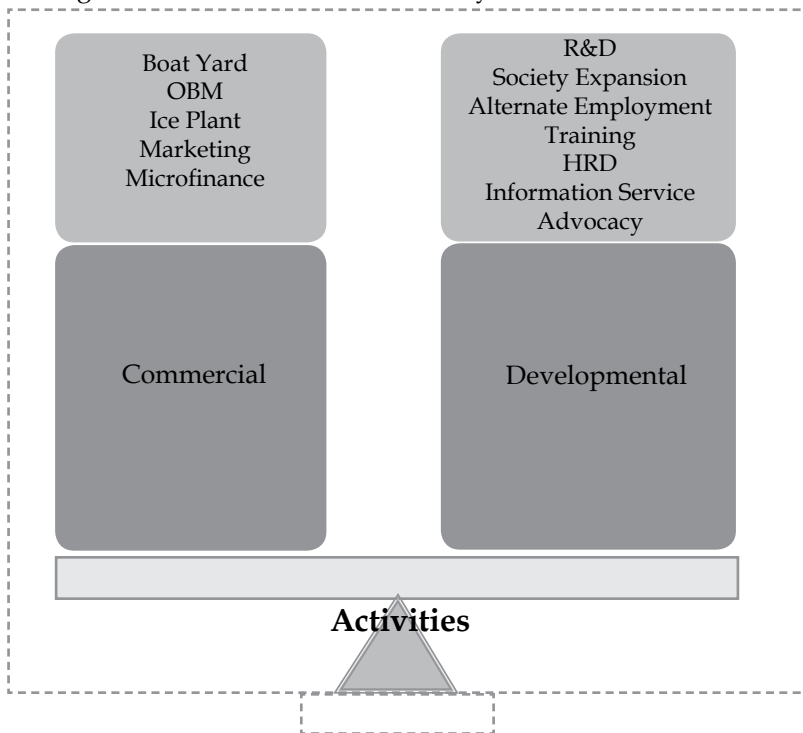 Boat Yard
OBM
Ice Plant
Marketing
Microfinance
R&D
Society Expansion
Alternate Employment
Training
HRD
Information Service
Advocacy
Commercial
Developmental
Activities